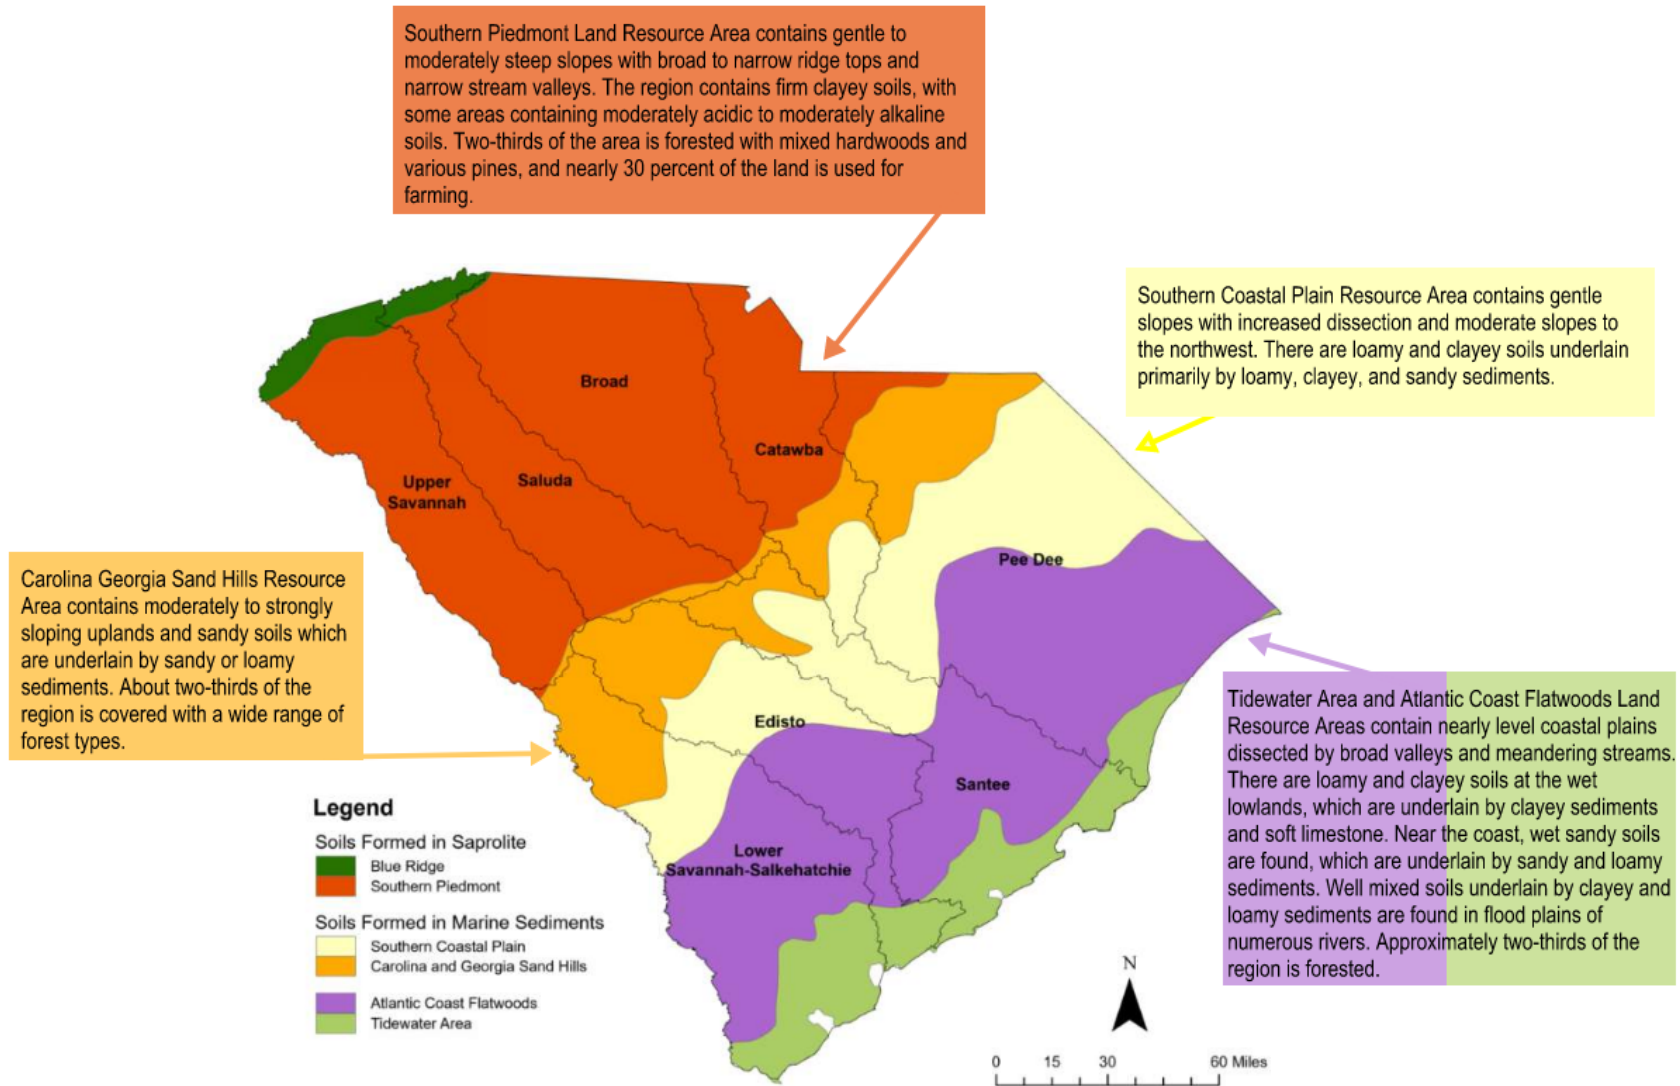 Southern Piedmont Land Resource Area contains gentle to
moderately steep slopes with broad to narrow ridge tops and
narrow stream valleys. The region contains firm clayey soils, with
some areas containing moderately acidic to moderately alkaline
soils. Two-thirds of the area is forested with mixed hardwoods and
various pines, and nearly 30 percent of the land is used for
farming.
Southern Coastal Plain Resource Area contains gentle
slopes with increased dissection and moderate slopes to
the northwest. There are loamy and clayey soils underlain
primarily by loamy, clayey, and sandy sediments.
Broad
Catawba
Saluda
Upper
Savannah
Pee Dee
Carolina Georgia Sand Hills Resource
Area contains moderately to strongly
sloping uplands and sandy soils which
are underlain by sandy or loamy
sediments. About two-thirds of the
region is covered with a wide range of
forest types.
Edisto
Santee
Lower
Savannah-Salkehatchie
Tidewater Area and Atlantic Coast Flatwoods Land
Resource Areas contain nearly level coastal plains
dissected by broad valleys and meandering streams.
There are loamy and clayey soils at the wet
lowlands, which are underlain by clayey sediments
and soft limestone. Near the coast, wet sandy soils
are found, which are underlain by sandy and loamy
sediments. Well mixed soils underlain by clayey and
loamy sediments are found in flood plains of
numerous rivers. Approximately two-thirds of the
region is forested.
Legend
Soils Formed in Saprolite
Blue Ridge
Southern Piedmont
Soils Formed in Marine Sediments
Southern Coastal Plain
Carolina and Georgia Sand Hills
Atlantic Coast Flatwoods
Tidewater Area
N
0 15 30 60 Miles